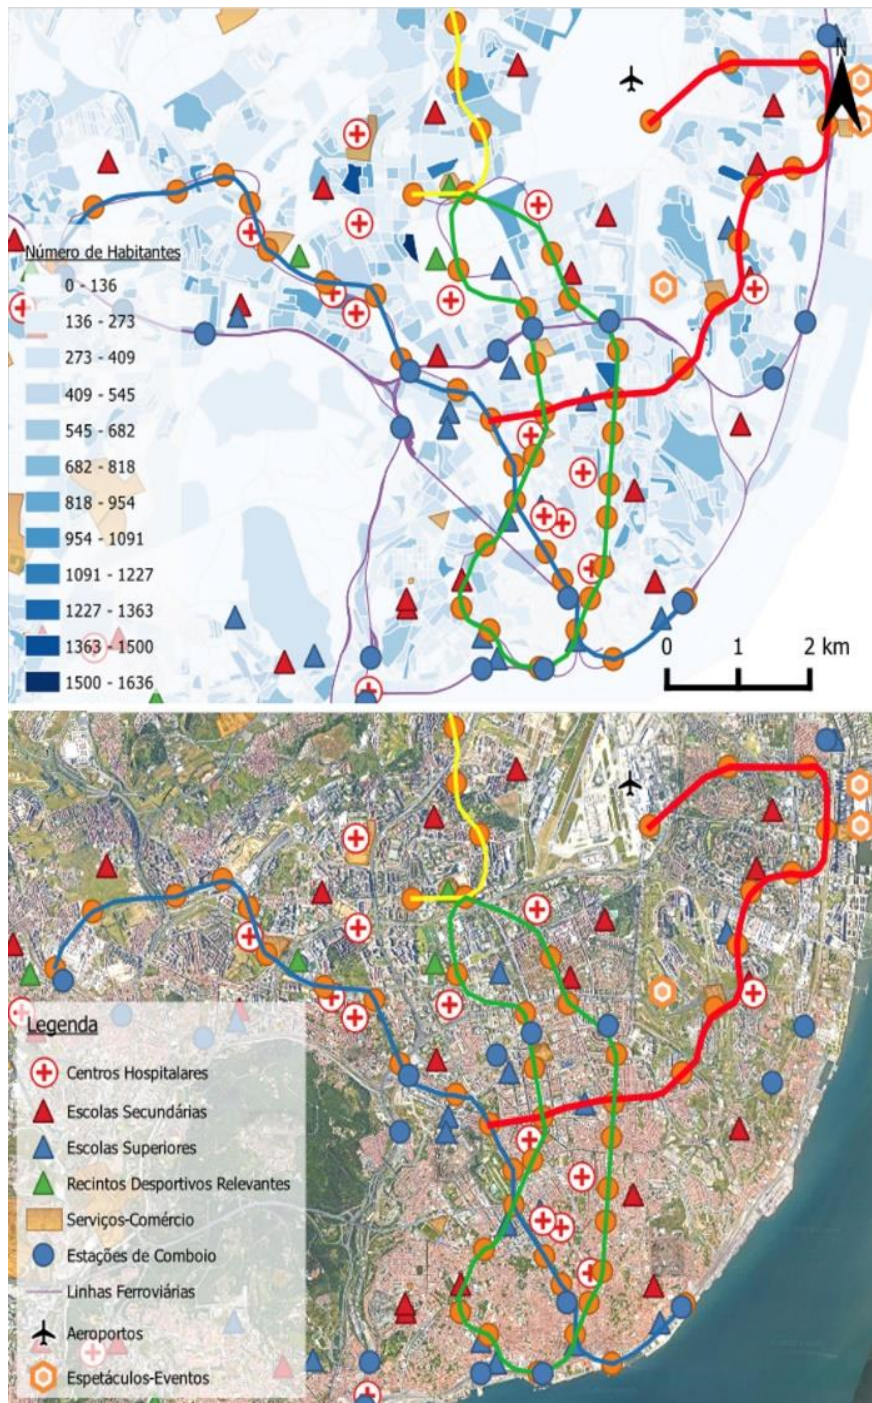 N
Número de Habitantes
0 - 136
136 - 273
273 - 409
409 - 545
545 - 682
682 - 818
818 - 954
954 - 1091
1091 - 1227
1227 - 1363
1363 - 1500
1500 - 1636
0 1 2 km
Legenda
Centros Hospitalares
Escolas Secundárias
Escolas Superiores
Recintos Desportivos Relevantes
Serviços-Comércio
Estações de Comboio
Linhas Ferroviárias
Aeroportos
Espetáculos-Eventos